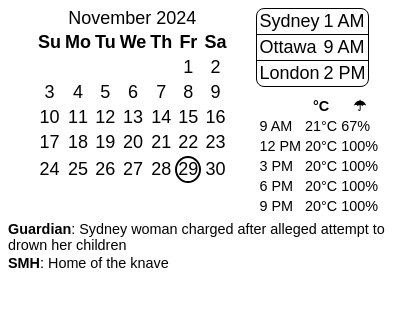 November 2024
Su Mo Tu We Th Fr Sa
1 2
3 4 5 6 7 8 9
10 11 12 13 14 15 16
17 18 19 20 21 22 23
24 25 26 27 28 29 30
Sydney 1 AM
Ottawa 9 AM
London 2 PM
°C ☂
9 AM 21°C 67%
12 PM 20°C 100%
3 PM 20°C 100%
6 PM 20°C 100%
9 PM 20°C 100%
Guardian: Sydney woman charged after alleged attempt to
drown her children
SMH: Home of the knave